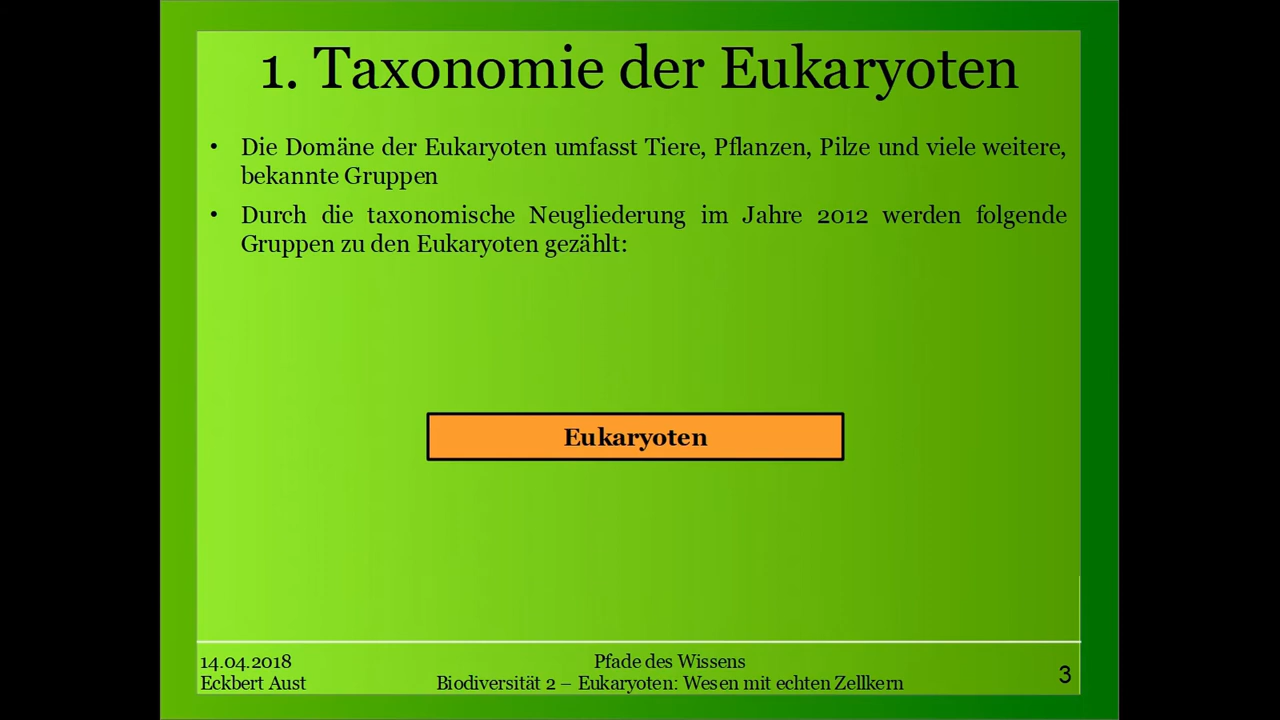 1. Taxonomie der Eukaryoten
• Die Domäne der Eukaryoten umfasst Tiere, Pflanzen, Pilze und viele weitere,
bekannte Gruppen
• Durch die taxonomische Neugliederung im Jahre 2012 werden folgende
Gruppen zu den Eukaryoten gezählt:
Eukaryoten
14.04.2018
Eckbert Aust
Pfade des Wissens
Biodiversität 2 – Eukaryoten: Wesen mit echten Zellkern
3